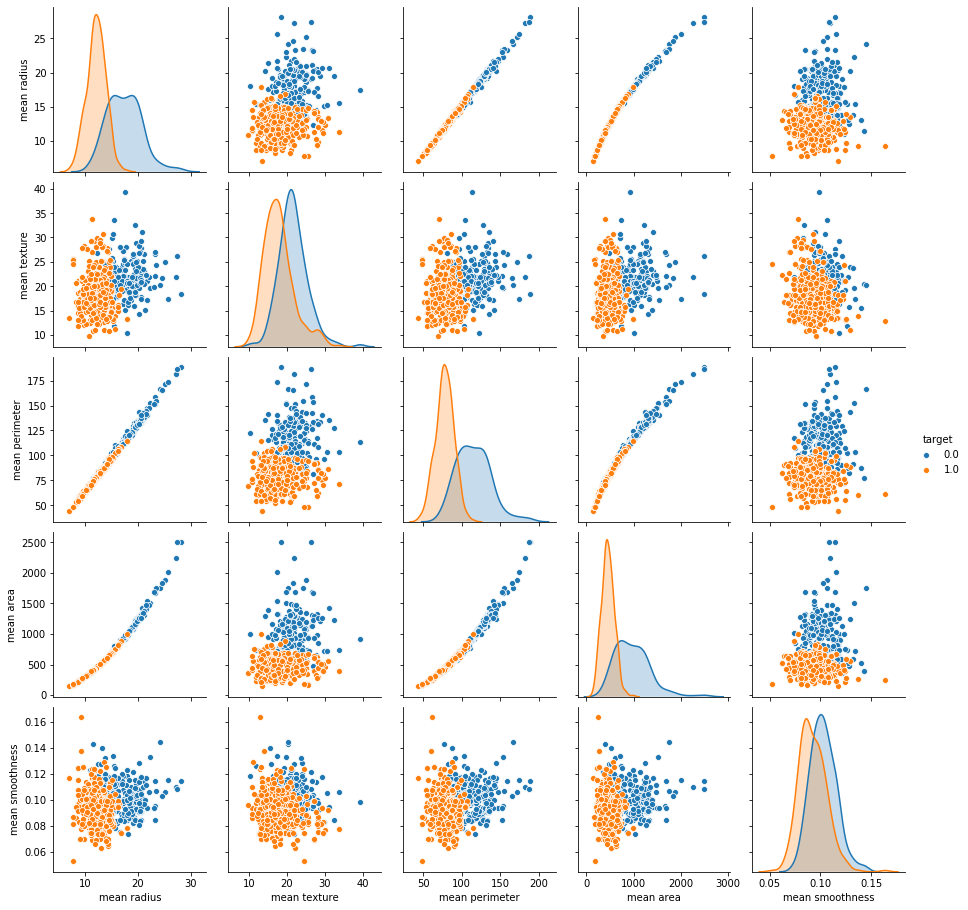 25
20
15
10
mean radius
40
35
30
25
20
15
10
mean texture
175
150
125
100
75
50
mean perimeter
target
0.0
1.0
2500
2000
1500
1000
500
0
mean area
0.16
0.14
0.12
0.10
0.08
0.06
mean smoothness
10 20 30
10 20 30 40
50 100 150 200
0 1000 2000 3000
0.05 0.10 0.15
mean radius
mean texture
mean perimeter
mean area
mean smoothness